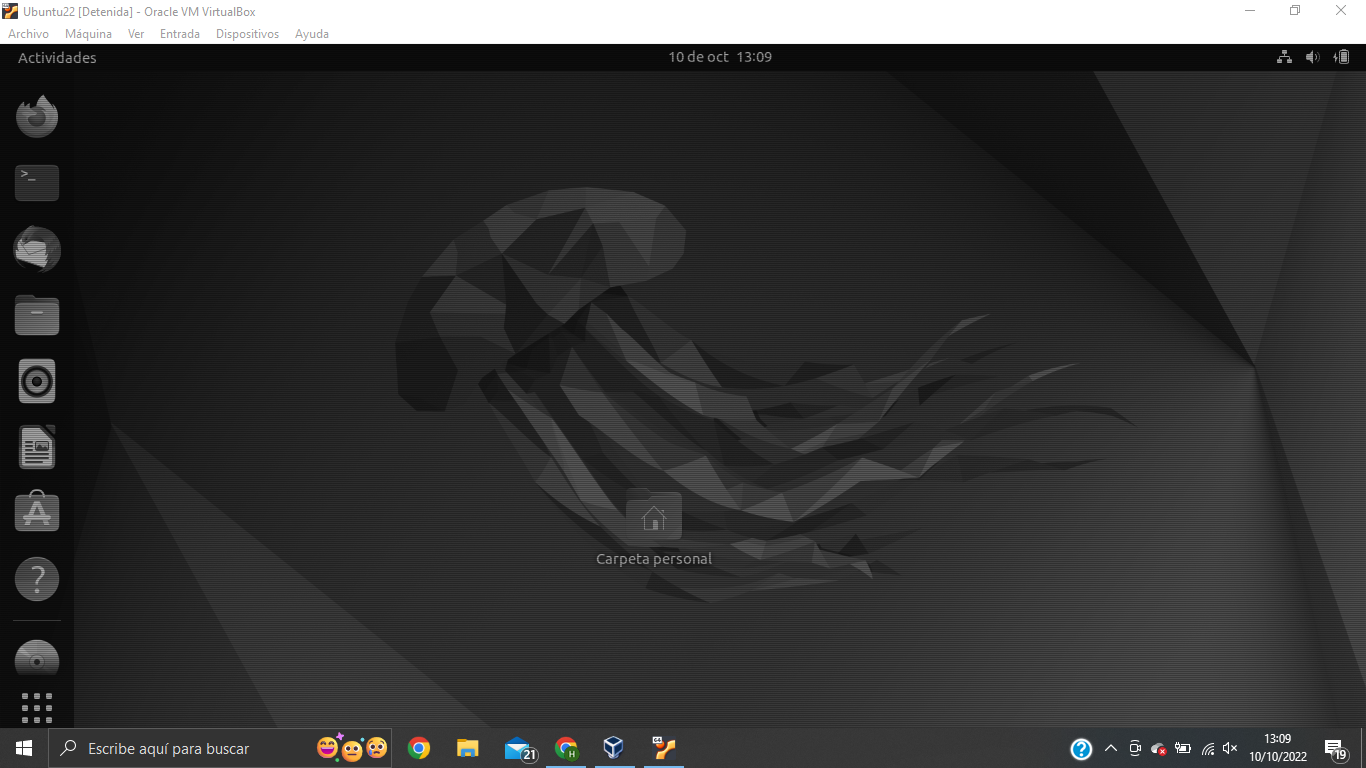 Ubuntu22 [Detenida] - Oracle VM VirtualBox
Archivo Máquina Ver Entrada Dispositivos Ayuda
Actividades 10 de oct 13:09
>_
?
Carpeta personal
Escribe aquí para buscar
21
H
64
?
13:09
10/10/2022
19